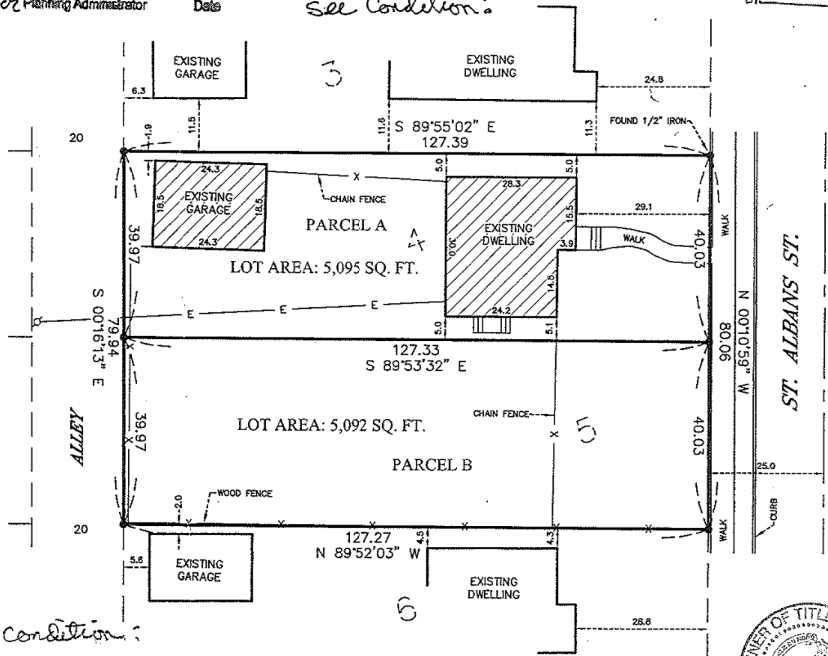 Planning Administrator
Date
See Condition:
EXISTING
GARAGE
3
EXISTING
DWELLING
6.3
24.8
11.5
11.6
11.3
20
1.9
S 89°55'02" E
127.39
FOUND 1/2" IRON
24.3
EXISTING
GARAGE
18.5
18.5
24.3
X
CHAIN FENCE
5.0
5.0
28.3
PARCEL A
4
EXISTING
DWELLING
30.0
15.5
29.1
3.9
WALK
WALK
39.97
40.03
LOT AREA: 5,095 SQ. FT.
14.5
E
E
E
24.2
5.0
5.1
S 00°16'13" E
79.94
N 00°10'59" W
80.06
ST. ALBANS ST.
127.33
S 89°53'32" E
X
39.97
X
LOT AREA: 5,092 SQ. FT.
CHAIN FENCE
X
5
40.03
ALLEY
PARCEL B
25.0
2.0
WOOD FENCE
20
X
X
X
X
X
WALK
CURB
127.27
N 89°52'03" W
4.5
4.3
5.6
EXISTING
GARAGE
EXISTING
DWELLING
6
26.6
condition:
OF TITLE